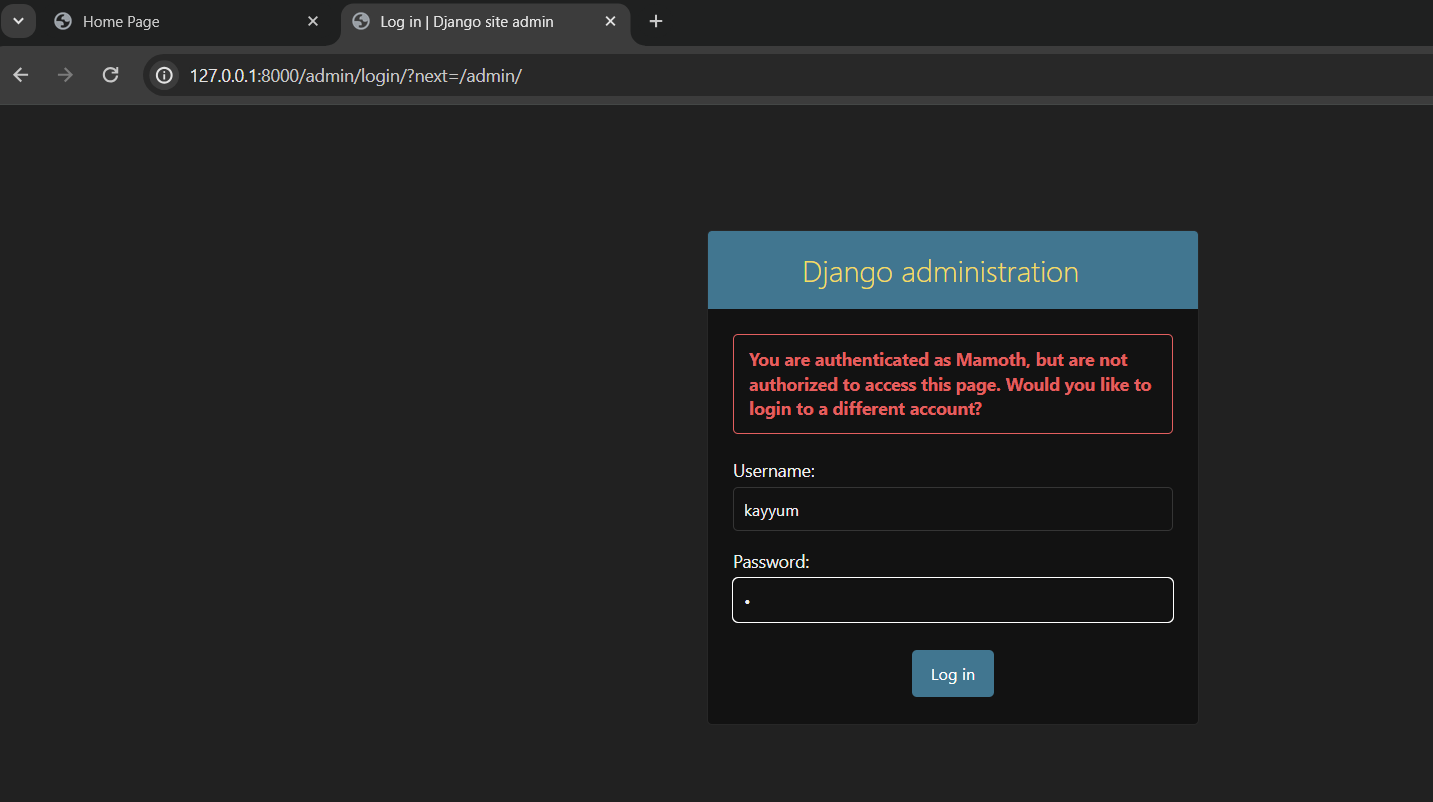 Home Page
Log in | Django site admin
127.0.0.1:8000/admin/login/?next=/admin/
Django administration
You are authenticated as Mamoth, but are not
authorized to access this page. Would you like to
login to a different account?
Username:
kayyum
Password:
•
Log in